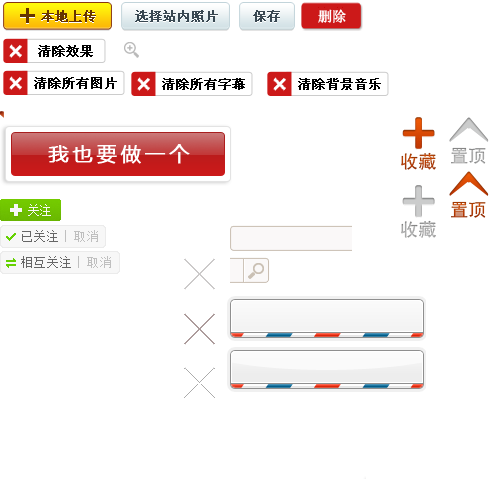 本地上传 选择站内照片 保存 删除
清除效果
清除所有图片 清除所有字幕 清除背景音乐
我也要做一个
收藏 置顶
收藏 置顶
关注
已关注 | 取消
相互关注 | 取消